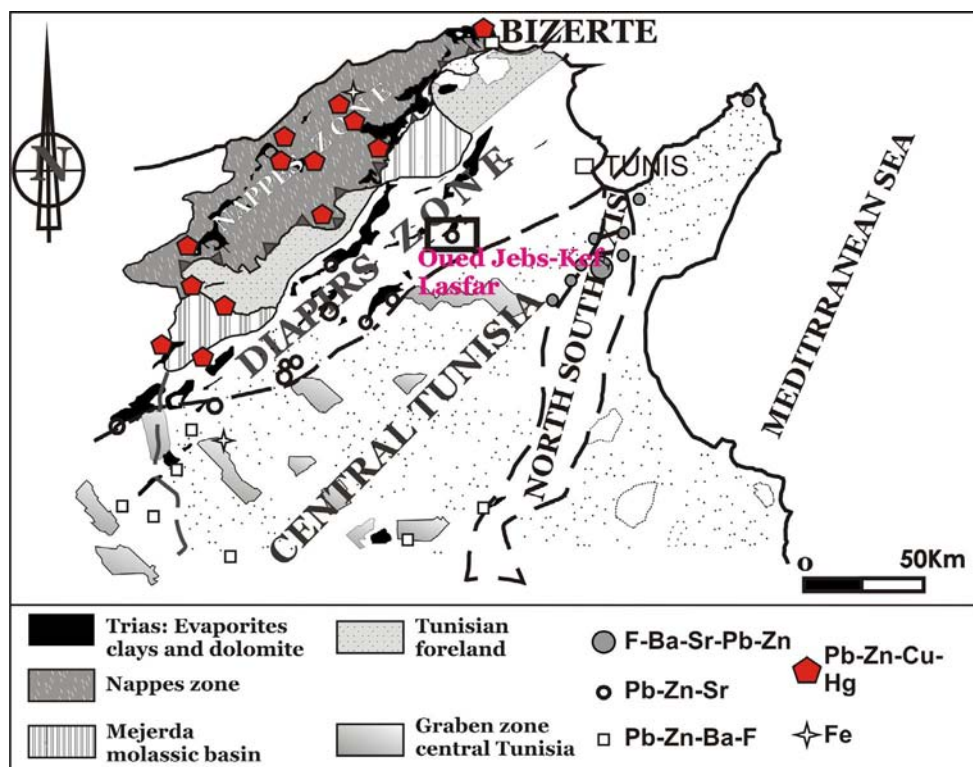 BIZERTE
NAPPES ZONE
N
TUNIS
DIAPIRS ZONE
Oued Jebs-Kef
Lasfar
NORTH SOUTH AXIS
CENTRAL TUNISIA
MEDITRRANEAN SEA
0 50Km
Trias: Evaporites
clays and dolomite
Nappes zone
Mejerda
molassic basin
Tunisian
foreland
Graben zone
central Tunisia
F-Ba-Sr-Pb-Zn
Pb-Zn-Sr
Pb-Zn-Ba-F
Pb-Zn-Cu-
Hg
Fe